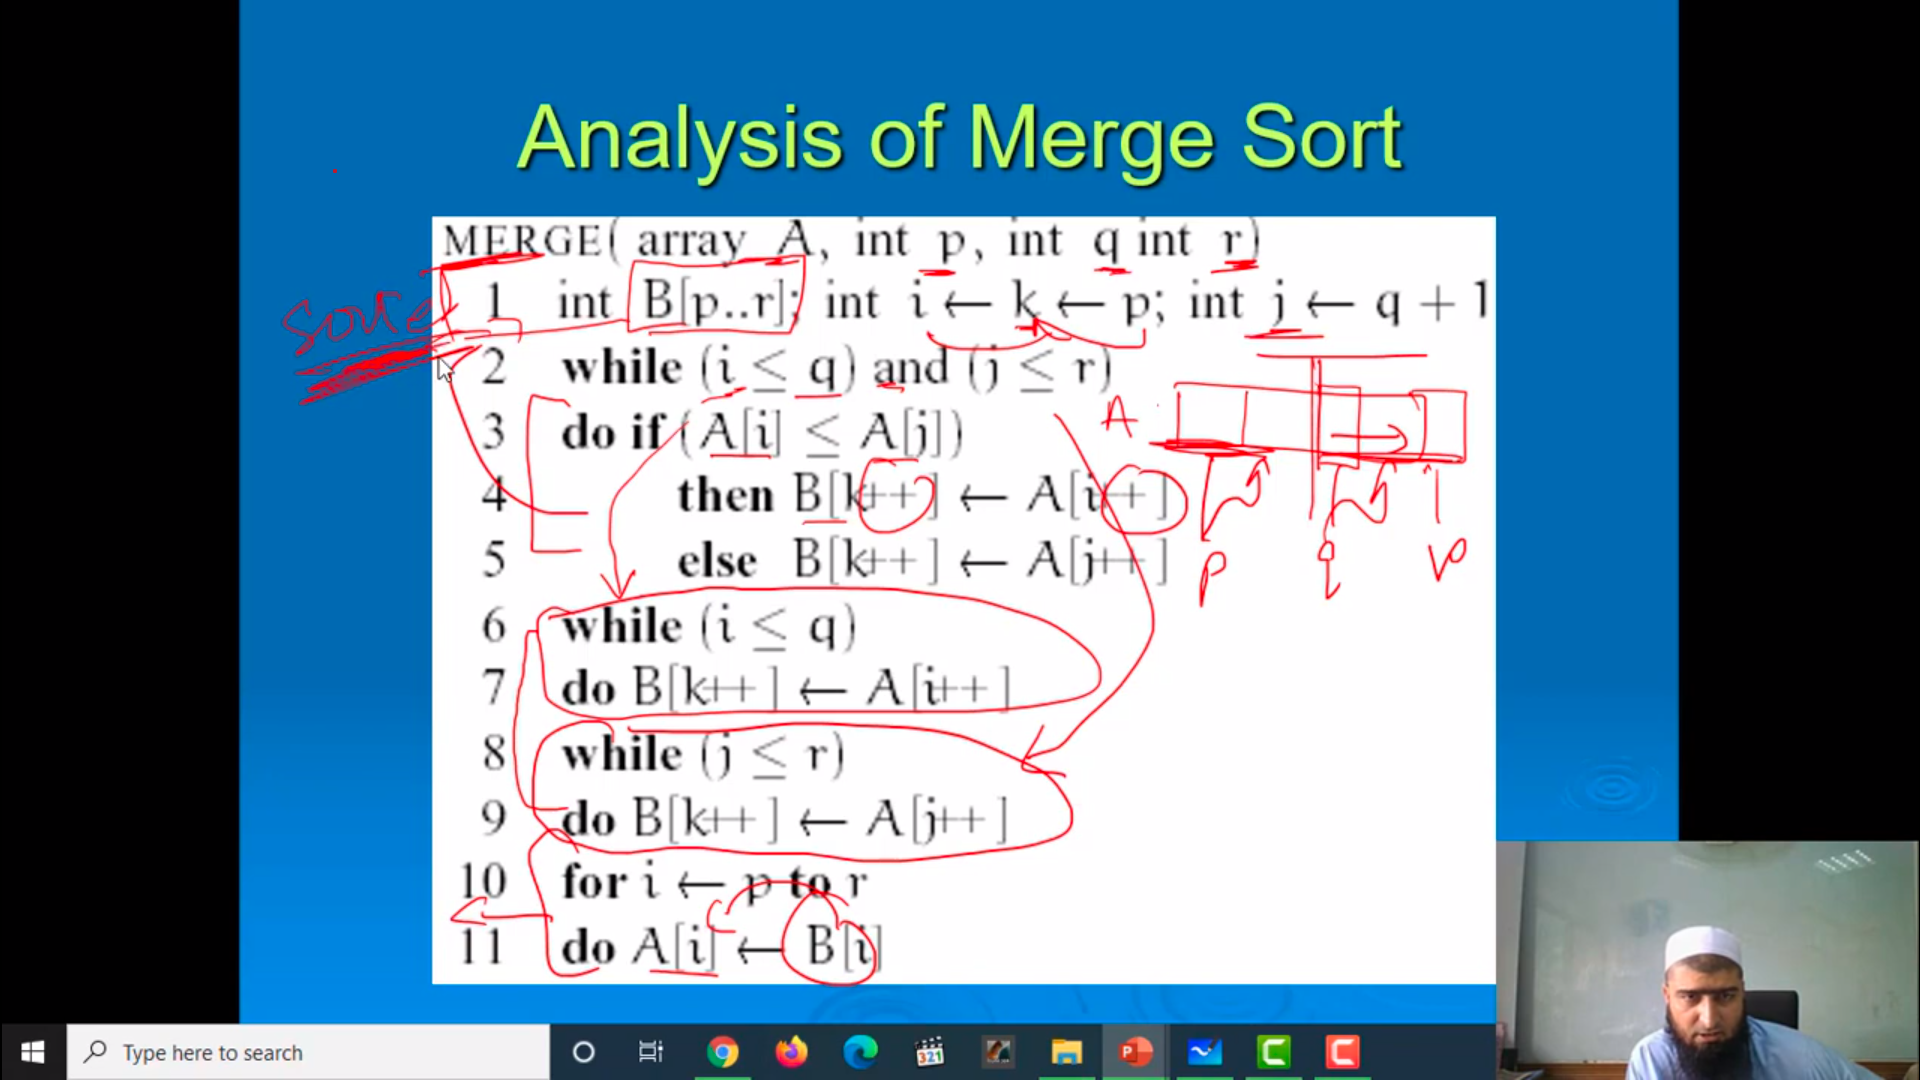 Analysis of Merge Sort
MERGE( array A, int p, int q int r)
1 int B[p..r]; int i ← k ← p; int j ← q + 1
2 while (i ≤ q) and (j ≤ r)
3 do if (A[i] ≤ A[j])
4 then B[k++] ← A[i++]
5 else B[k++] ← A[j++]
6 while (i ≤ q)
7 do B[k++] ← A[i++]
8 while (j ≤ r)
9 do B[k++] ← A[j++]
10 for i ← p to r
11 do A[i] ← B[i]
A
p q r
Type here to search
321